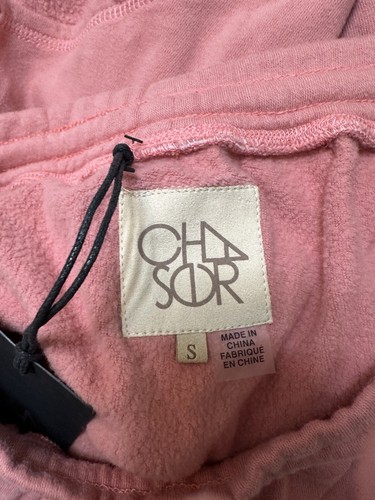 CHA
SER
S
MADE IN
CHINA
FABRIQUÉ
EN CHINE